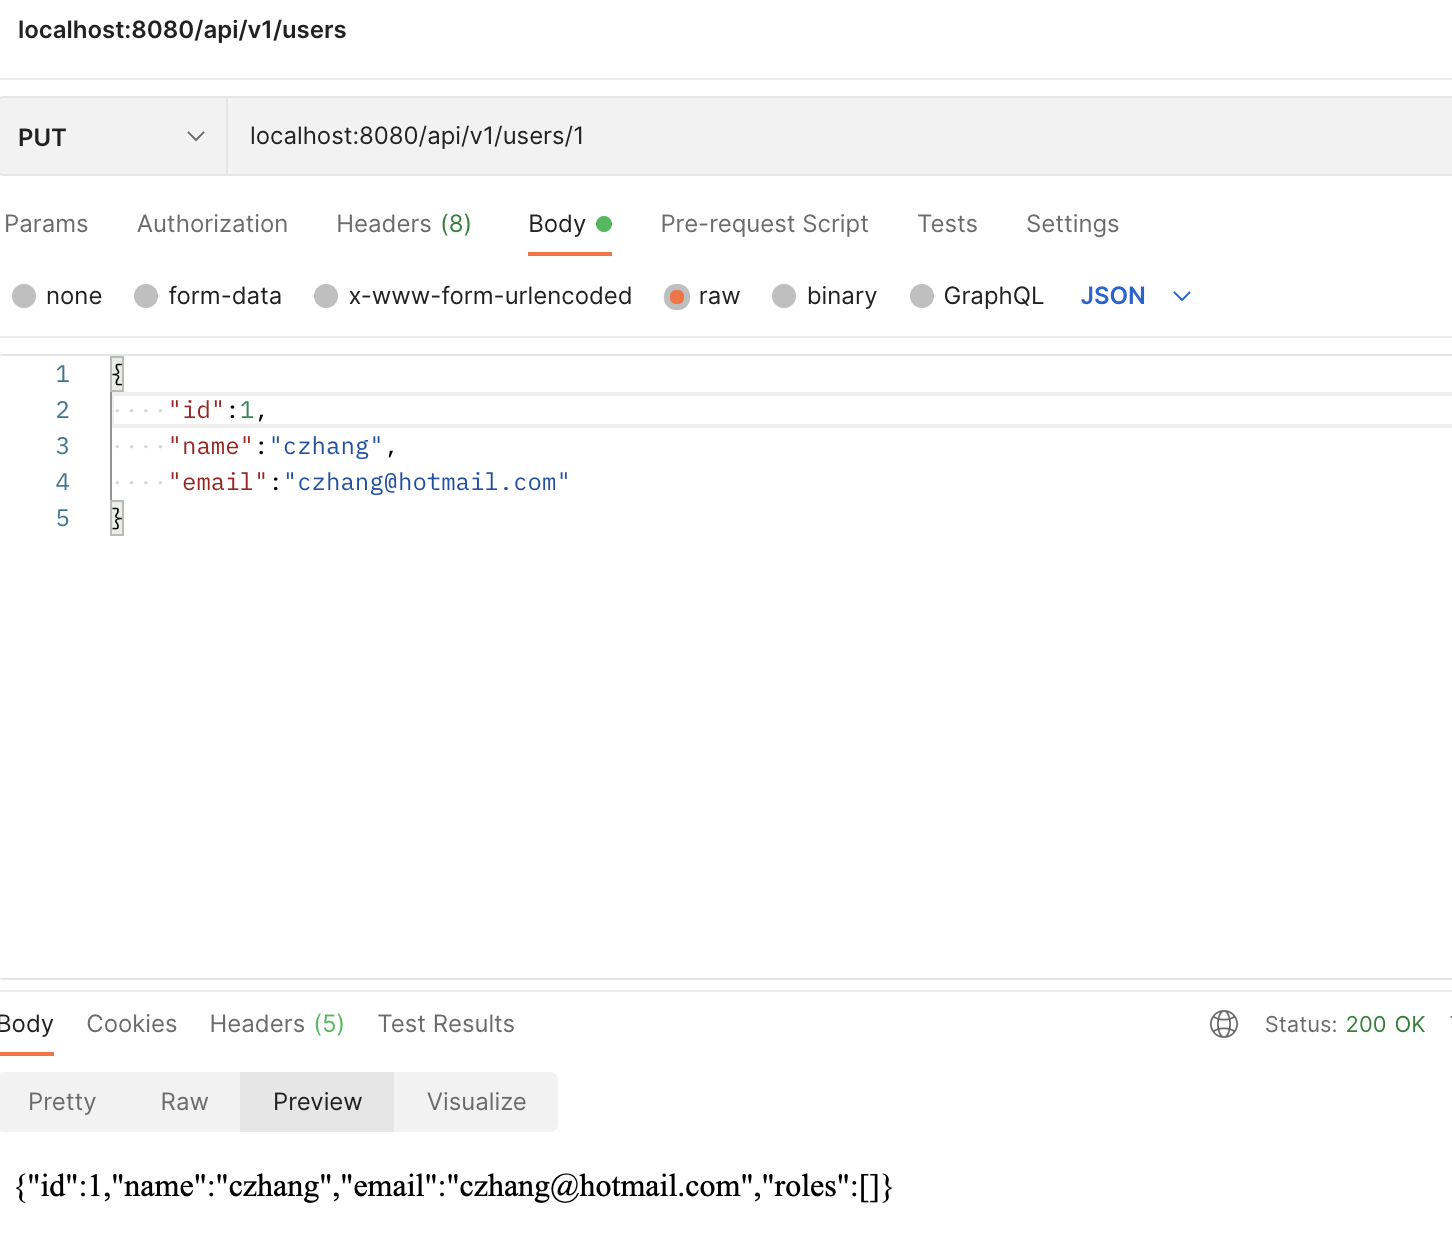 localhost:8080/api/v1/users
PUT localhost:8080/api/v1/users/1
Params Authorization Headers (8) Body Pre-request Script Tests Settings
none form-data x-www-form-urlencoded raw binary GraphQL JSON
1 {
2 "id":1,
3 "name":"czhang",
4 "email":"czhang@hotmail.com"
5 }
Body Cookies Headers (5) Test Results Status: 200 OK
Pretty Raw Preview Visualize
{"id":1,"name":"czhang","email":"czhang@hotmail.com","roles":[]}